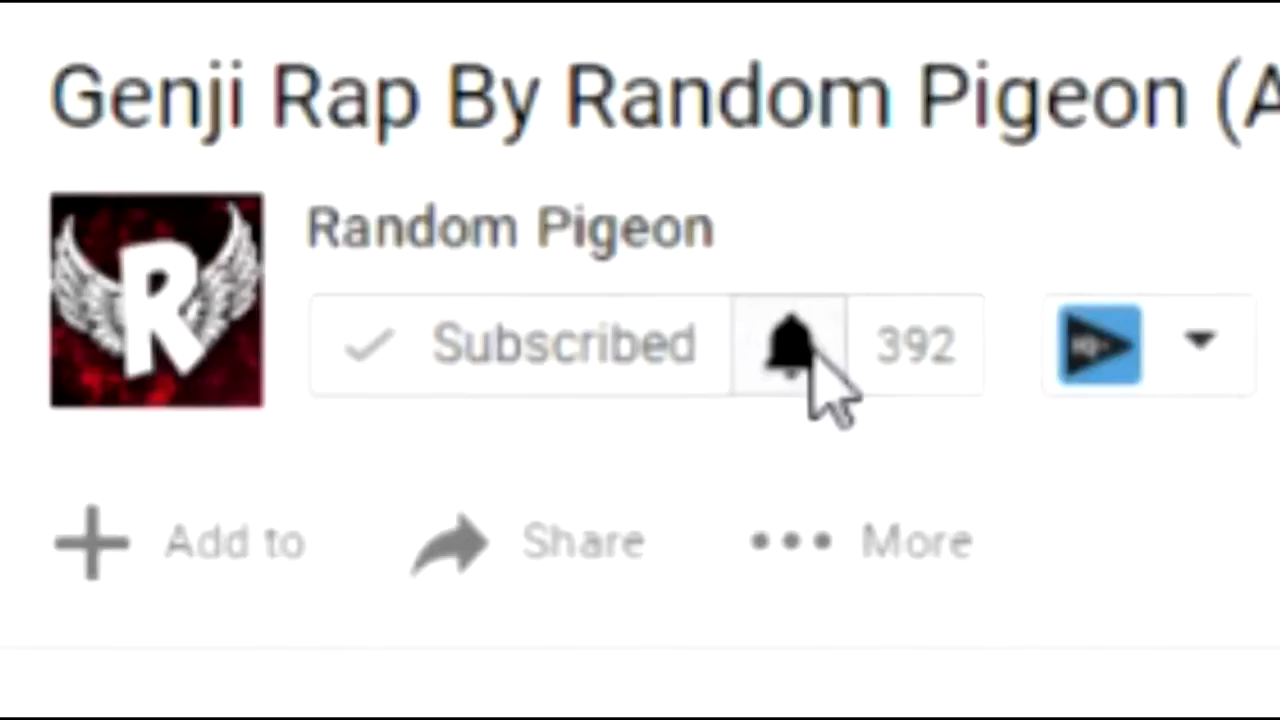 Genji Rap By Random Pigeon (A
R
Random Pigeon
Subscribed 392
Add to Share More